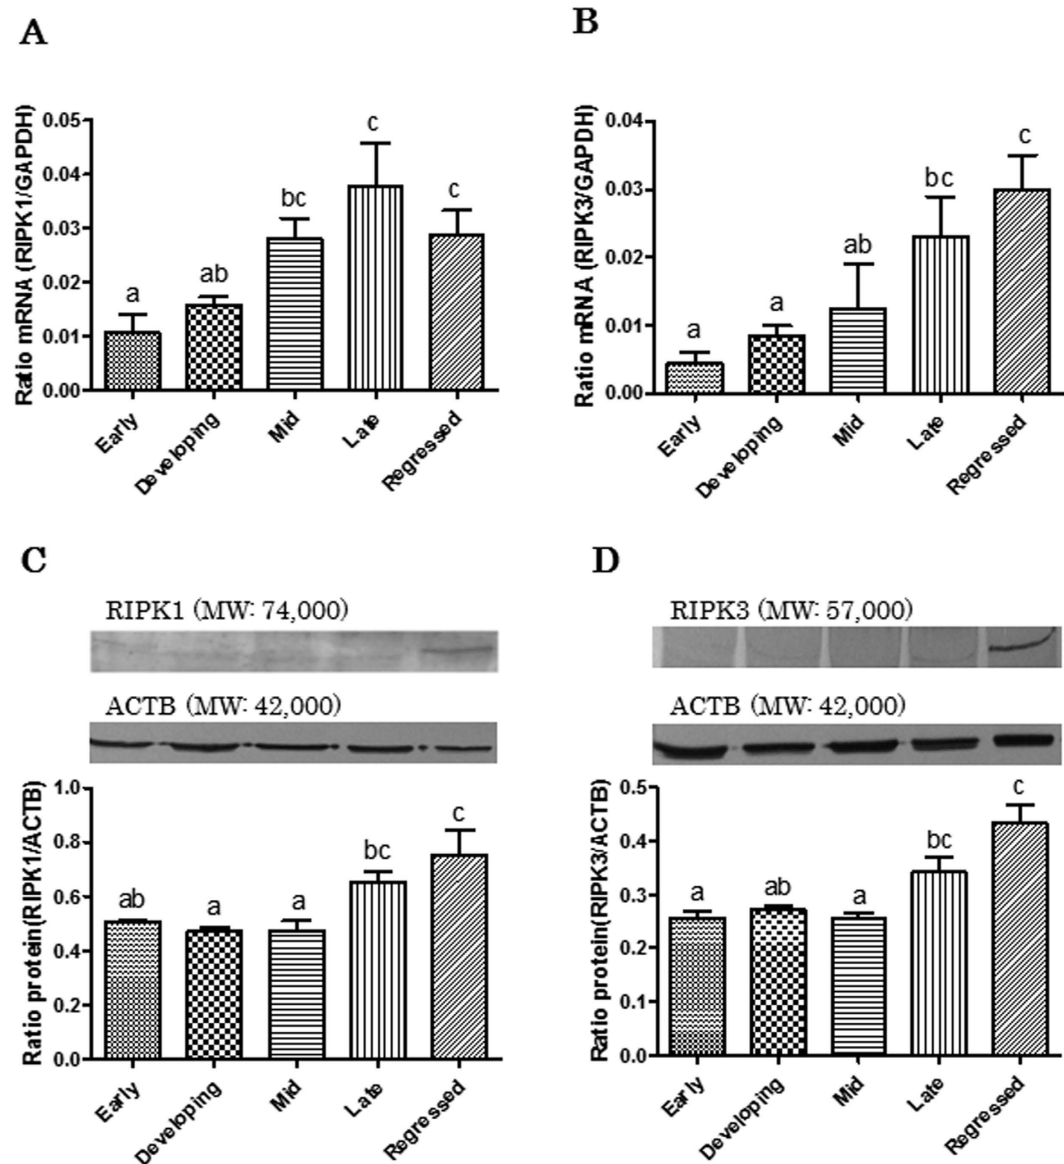 A
Ratio mRNA (RIPK1/GAPDH)
0.05
0.04
0.03
0.02
0.01
0.00
a
ab
bc
c
c
Early
Developing
Mid
Late
Regressed
B
Ratio mRNA (RIPK3/GAPDH)
0.04
0.03
0.02
0.01
0.00
a
a
ab
bc
c
Early
Developing
Mid
Late
Regressed
C
RIPK1 (MW: 74,000)
ACTB (MW: 42,000)
Ratio protein(RIPK1/ACTB)
1.0
0.8
0.6
0.4
0.2
0.0
ab
a
a
bc
c
Early
Developing
Mid
Late
Regressed
D
RIPK3 (MW: 57,000)
ACTB (MW: 42,000)
Ratio protein(RIPK3/ACTB)
0.5
0.4
0.3
0.2
0.1
0.0
a
ab
a
bc
c
Early
Developing
Mid
Late
Regressed